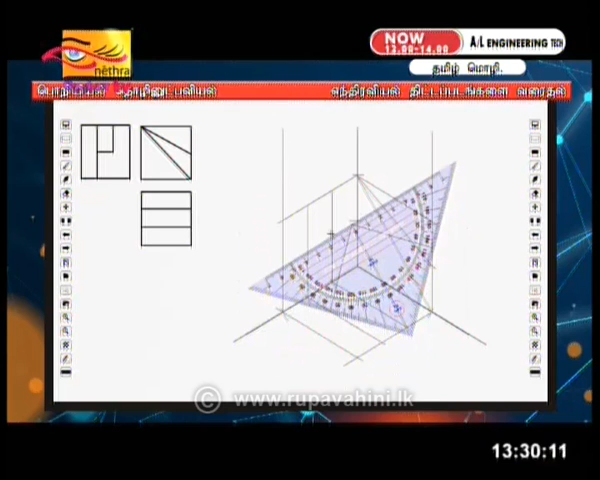 NOW
13.00-14.00
A/L ENGINEERING TECH
nethra
தமிழ் மொழி.
பொறியியல் தொழினுட்பவியல்
எந்திரவியல் திட்டப்படங்களை வரைதல்
© www.rupavahini.lk
13:30:11